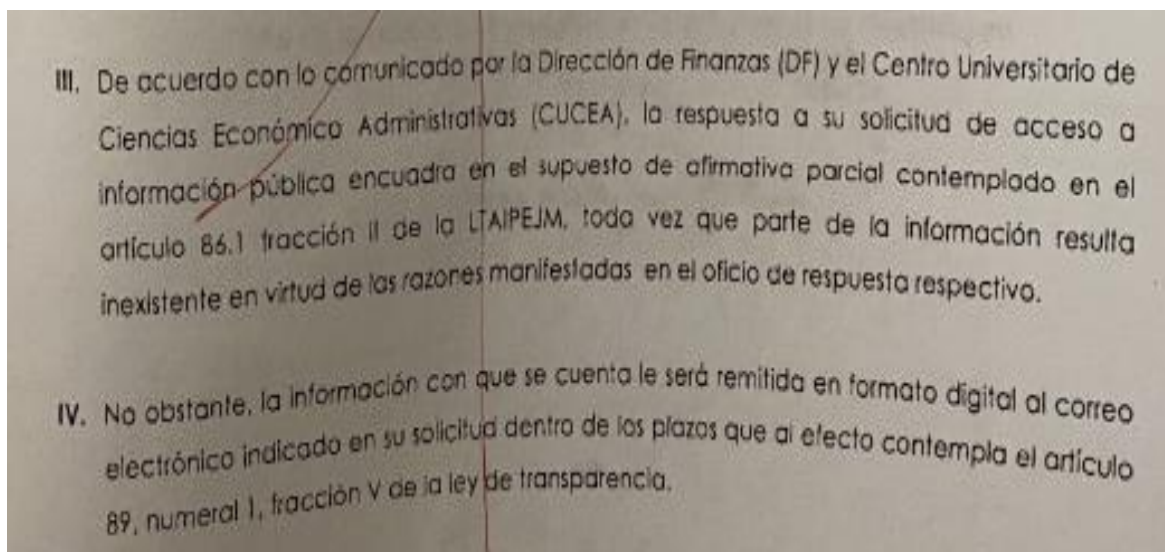 III. De acuerdo con lo comunicado por la Dirección de Finanzas (DF) y el Centro Universitario de
Ciencias Económico Administrativas (CUCEA), la respuesta a su solicitud de acceso a
información pública encuadra en el supuesto de afirmativa parcial contemplado en el
artículo 86.1 fracción II de la LTAIPEJM, toda vez que parte de la información resulta
inexistente en virtud de las razones manifestadas en el oficio de respuesta respectivo.
IV. No obstante, la información con que se cuenta le será remitida en formato digital al correo
electrónico indicado en su solicitud dentro de los plazos que al efecto contempla el artículo
89, numeral 1, fracción V de la ley de transparencia.